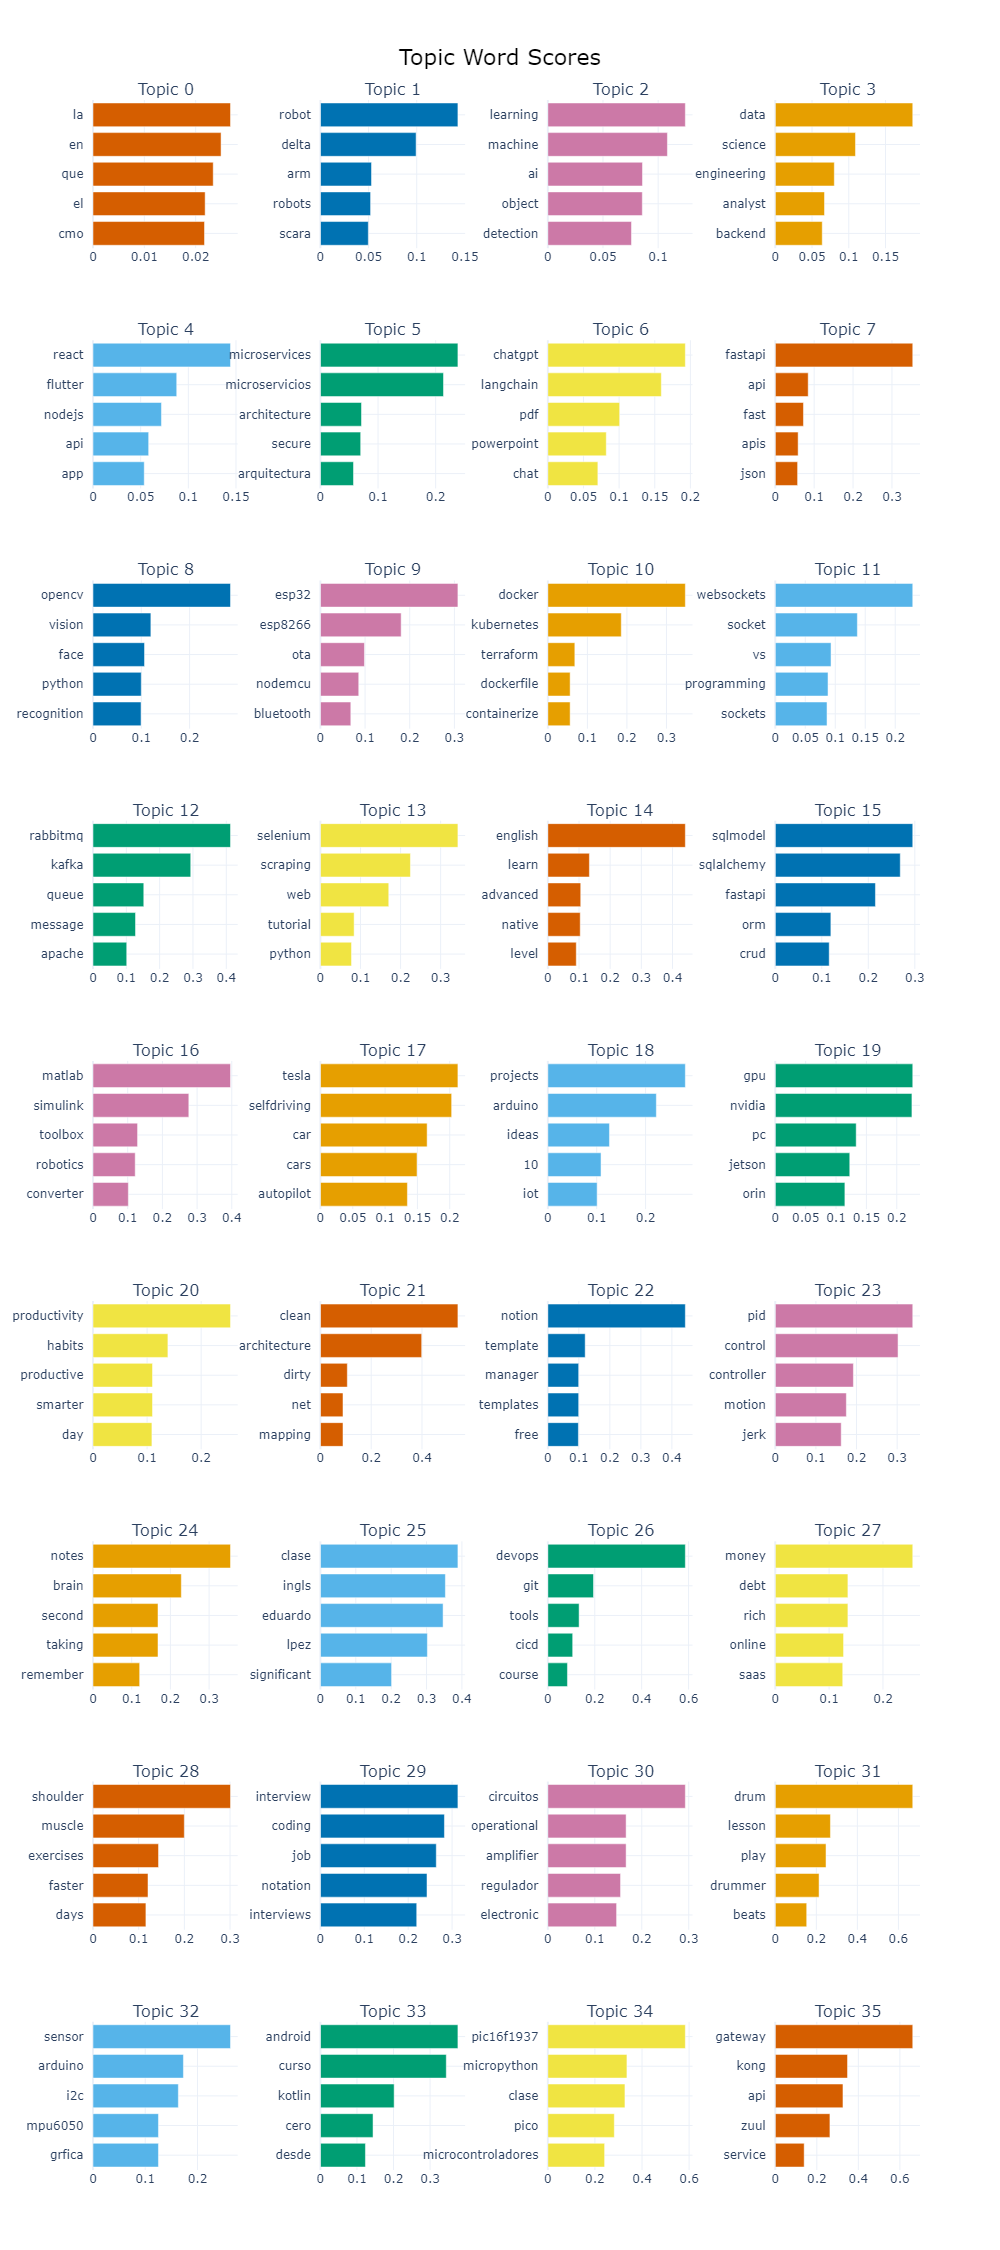 Topic Word Scores
Topic 0
la
en
que
el
cmo
0 0.01 0.02
Topic 1
robot
delta
arm
robots
scara
0 0.05 0.1 0.15
Topic 2
learning
machine
ai
object
detection
0 0.05 0.1
Topic 3
data
science
engineering
analyst
backend
0 0.05 0.1 0.15
Topic 4
react
flutter
nodejs
api
app
0 0.05 0.1 0.15
Topic 5
microservices
microservicios
architecture
secure
arquitectura
0 0.1 0.2
Topic 6
chatgpt
langchain
pdf
powerpoint
chat
0 0.05 0.1 0.15 0.2
Topic 7
fastapi
api
fast
apis
json
0 0.1 0.2 0.3
Topic 8
opencv
vision
face
python
recognition
0 0.1 0.2
Topic 9
esp32
esp8266
ota
nodemcu
bluetooth
0 0.1 0.2 0.3
Topic 10
docker
kubernetes
terraform
dockerfile
containerize
0 0.1 0.2 0.3
Topic 11
websockets
socket
vs
programming
sockets
0 0.05 0.1 0.15 0.2
Topic 12
rabbitmq
kafka
queue
message
apache
0 0.1 0.2 0.3 0.4
Topic 13
selenium
scraping
web
tutorial
python
0 0.1 0.2 0.3
Topic 14
english
learn
advanced
native
level
0 0.1 0.2 0.3 0.4
Topic 15
sqlmodel
sqlalchemy
fastapi
orm
crud
0 0.1 0.2 0.3
Topic 16
matlab
simulink
toolbox
robotics
converter
0 0.1 0.2 0.3 0.4
Topic 17
tesla
selfdriving
car
cars
autopilot
0 0.05 0.1 0.15 0.2
Topic 18
projects
arduino
ideas
10
iot
0 0.1 0.2
Topic 19
gpu
nvidia
pc
jetson
orin
0 0.05 0.1 0.15 0.2
Topic 20
productivity
habits
productive
smarter
day
0 0.1 0.2
Topic 21
clean
architecture
dirty
net
mapping
0 0.2 0.4
Topic 22
notion
template
manager
templates
free
0 0.1 0.2 0.3 0.4
Topic 23
pid
control
controller
motion
jerk
0 0.1 0.2 0.3
Topic 24
notes
brain
second
taking
remember
0 0.1 0.2 0.3
Topic 25
clase
ingls
eduardo
lpez
significant
0 0.1 0.2 0.3 0.4
Topic 26
devops
git
tools
cicd
course
0 0.2 0.4 0.6
Topic 27
money
debt
rich
online
saas
0 0.1 0.2
Topic 28
shoulder
muscle
exercises
faster
days
0 0.1 0.2 0.3
Topic 29
interview
coding
job
notation
interviews
0 0.1 0.2 0.3
Topic 30
circuitos
operational
amplifier
regulador
electronic
0 0.1 0.2 0.3
Topic 31
drum
lesson
play
drummer
beats
0 0.2 0.4 0.6
Topic 32
sensor
arduino
i2c
mpu6050
grfica
0 0.1 0.2
Topic 33
android
curso
kotlin
cero
desde
0 0.1 0.2 0.3
Topic 34
pic16f1937
micropython
clase
pico
microcontroladores
0 0.2 0.4 0.6
Topic 35
gateway
kong
api
zuul
service
0 0.2 0.4 0.6